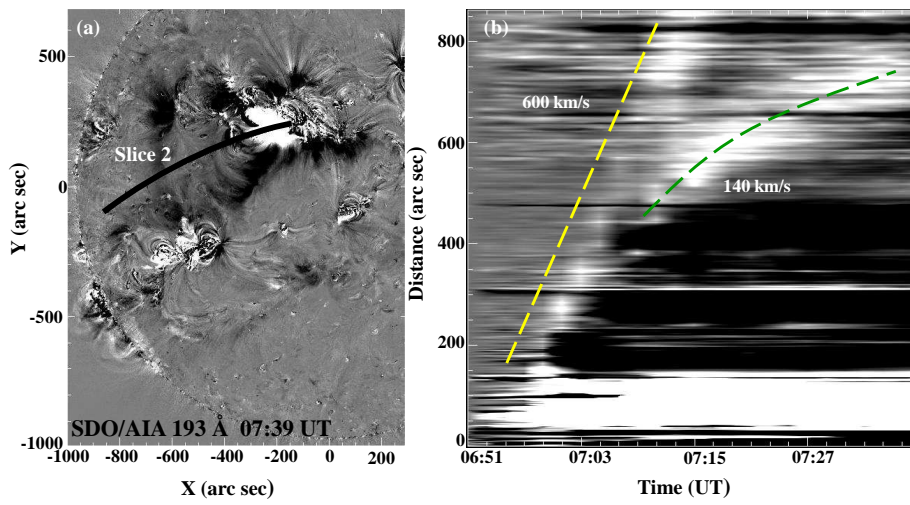 (a)
500
0
-500
-1000
Y (arc sec)
Slice 2
SDO/AIA 193 Å 07:39 UT
-1000 -800 -600 -400 -200 0 200
X (arc sec)
(b)
800
600
400
200
0
Distance (arc sec)
600 km/s
140 km/s
06:51 07:03 07:15 07:27
Time (UT)